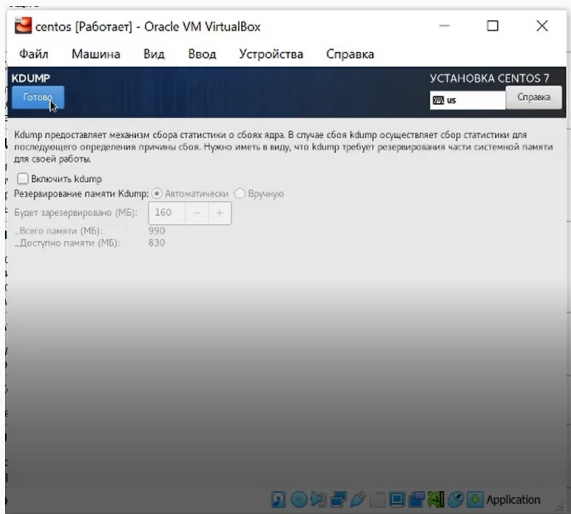 centos [Работает] - Oracle VM VirtualBox
Файл Машина Вид Ввод Устройства Справка
KDUMP
УСТАНОВКА CENTOS 7
Готово
us
Справка
Kdump предоставляет механизм сбора статистики о сбоях ядра. В случае сбоя kdump осуществляет сбор статистики для
последующего определения причины сбоя. Нужно иметь в виду, что kdump требует резервирования части системной памяти
для своей работы.
Включить kdump
Резервирование памяти Kdump: Автоматически Вручную
Будет зарезервировано (МБ): 160 − +
_Всего памяти (МБ): 990
_Доступно памяти (МБ): 830
Application